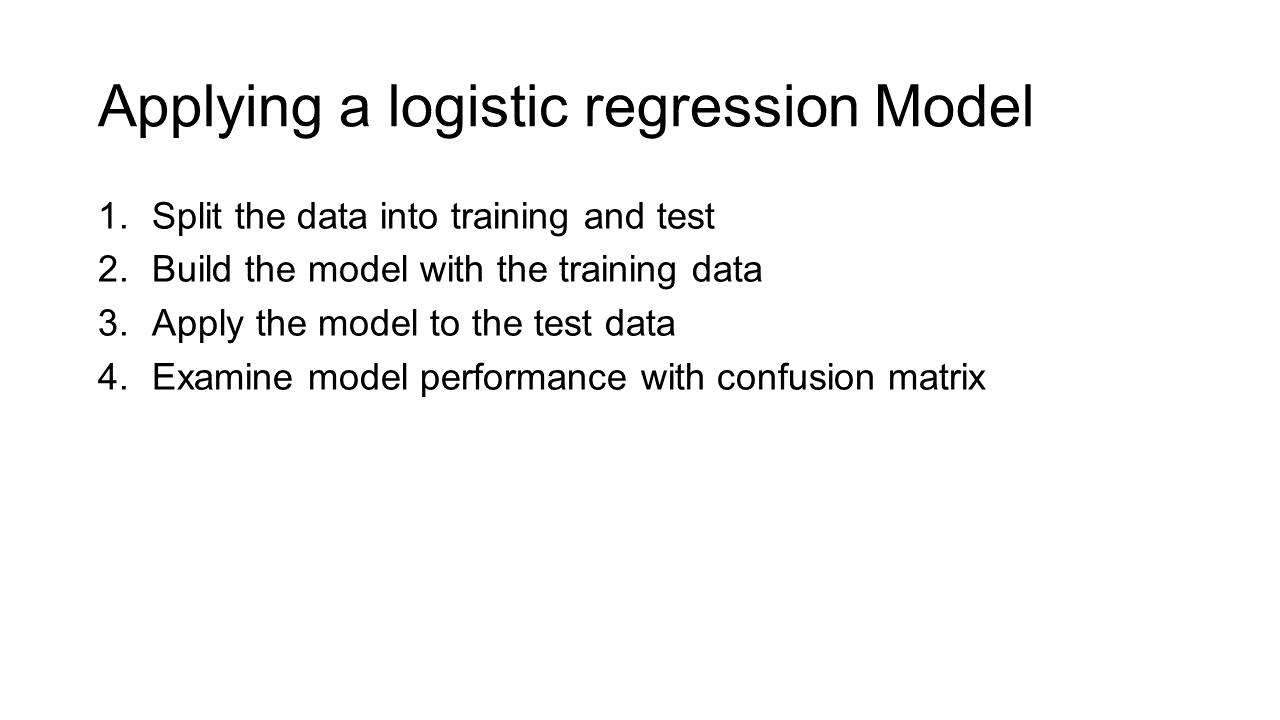 Applying a logistic regression Model
1. Split the data into training and test
2. Build the model with the training data
3. Apply the model to the test data
4. Examine model performance with confusion matrix